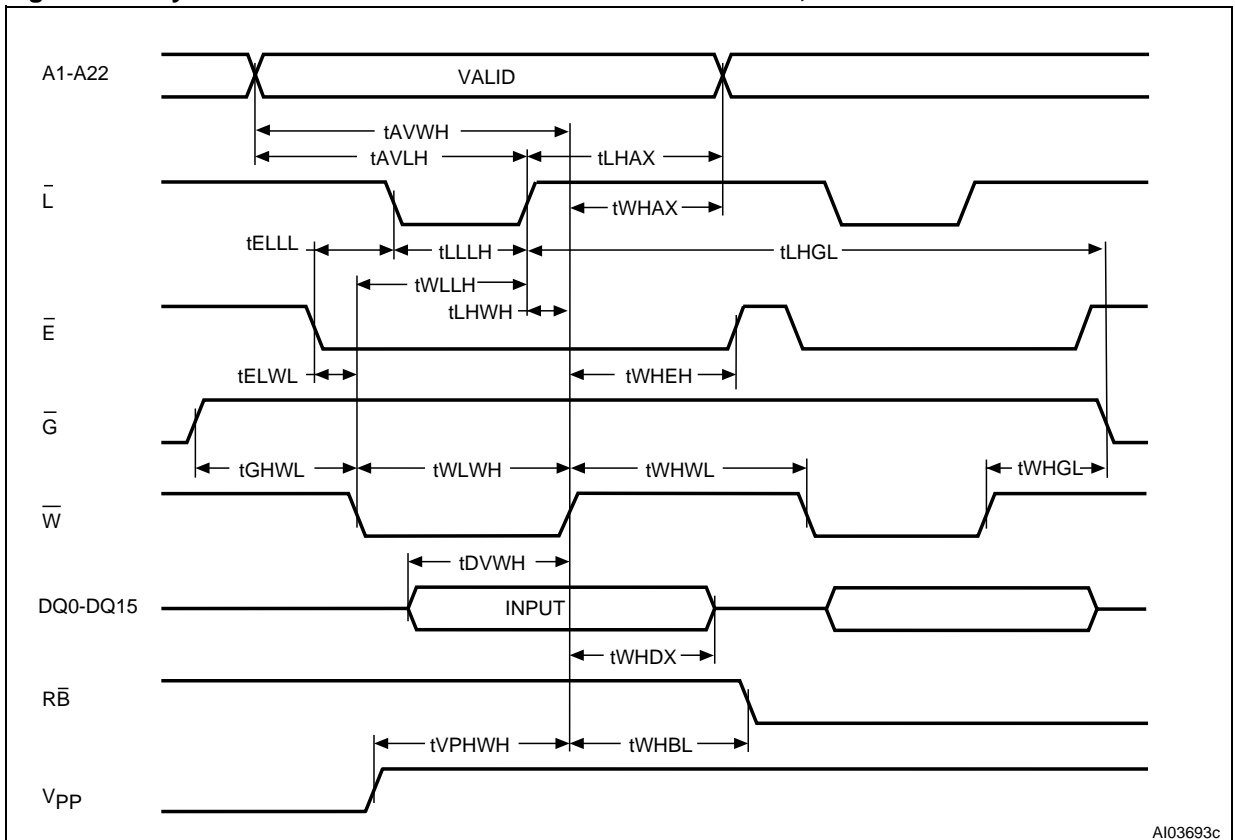 A1-A22
VALID
tAVWH
tAVLH
tLHAX
L̅
tWHAX
tELLL
tLLLH
tLHGL
tWLLH
tLHWH
E̅
tELWL
tWHEH
G̅
tGHWL
tWLWH
tWHWL
tWHGL
W̅
tDVWH
DQ0-DQ15
INPUT
tWHDX
RB̅
tVPHWH
tWHBL
VPP
AI03693c